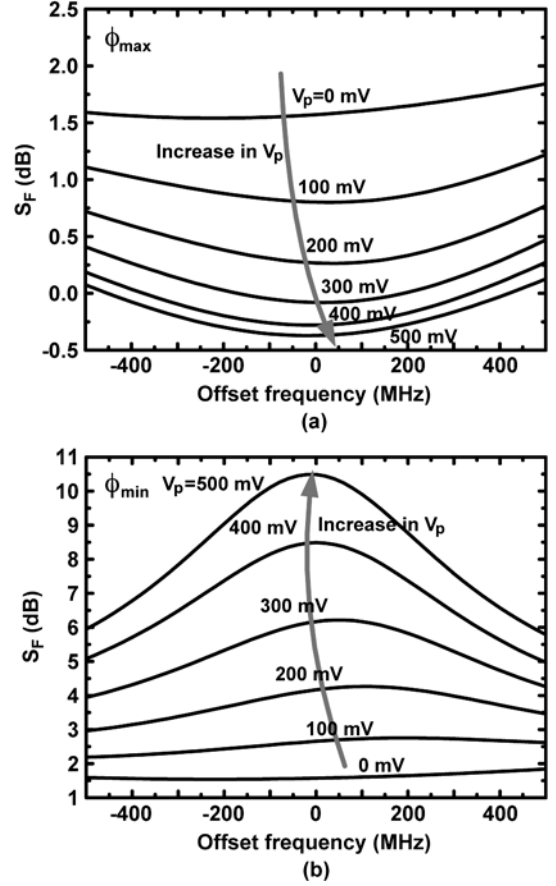 2.5
ϕmax
2.0
Vp=0 mV
1.5
Increase in Vp
SF (dB)
1.0
100 mV
0.5
200 mV
300 mV
0.0
400 mV
500 mV
-0.5
-400 -200 0 200 400
Offset frequency (MHz)
(a)
11
ϕmin Vp=500 mV
10
9
400 mV Increase in Vp
8
7
SF (dB)
6
300 mV
5
4
200 mV
3
100 mV
2
0 mV
1
-400 -200 0 200 400
Offset frequency (MHz)
(b)